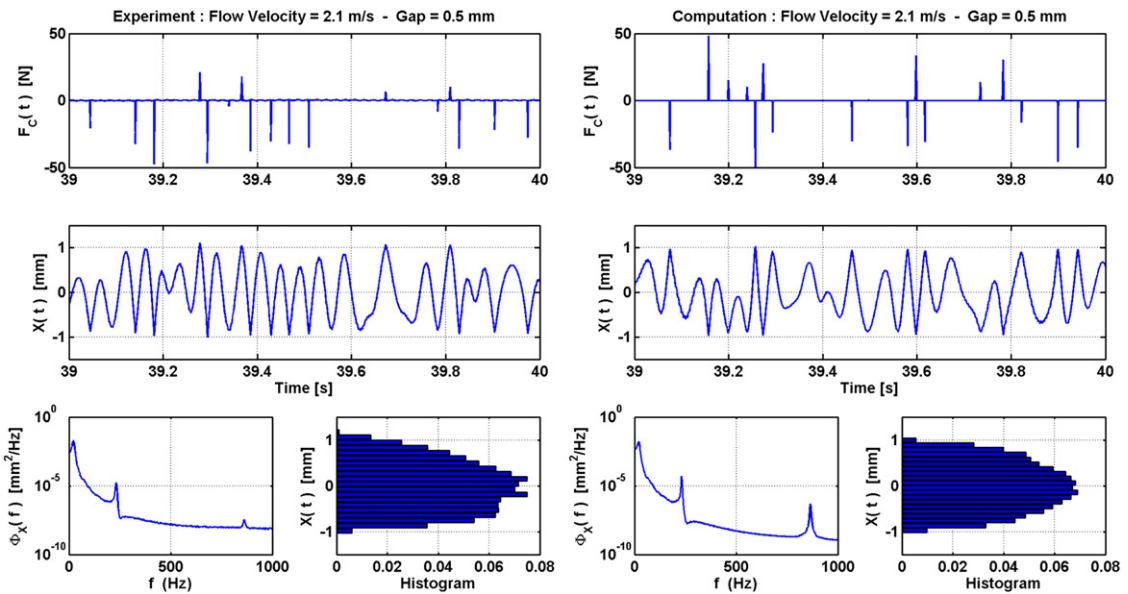 Experiment : Flow Velocity = 2.1 m/s - Gap = 0.5 mm
F_C(t) [N]
50
0
-50
39 39.2 39.4 39.6 39.8 40
X(t) [mm]
1
0
-1
39 39.2 39.4 39.6 39.8 40
Time [s]
Φ_X(f) [mm²/Hz]
10^0
10^-5
10^-10
0 500 1000
f (Hz)
X(t) [mm]
1
0
-1
0 0.02 0.04 0.06 0.08
Histogram
Computation : Flow Velocity = 2.1 m/s - Gap = 0.5 mm
F_C(t) [N]
50
0
-50
39 39.2 39.4 39.6 39.8 40
X(t) [mm]
1
0
-1
39 39.2 39.4 39.6 39.8 40
Time [s]
Φ_X(f) [mm²/Hz]
10^0
10^-5
10^-10
0 500 1000
f (Hz)
X(t) [mm]
1
0
-1
0 0.02 0.04 0.06 0.08
Histogram